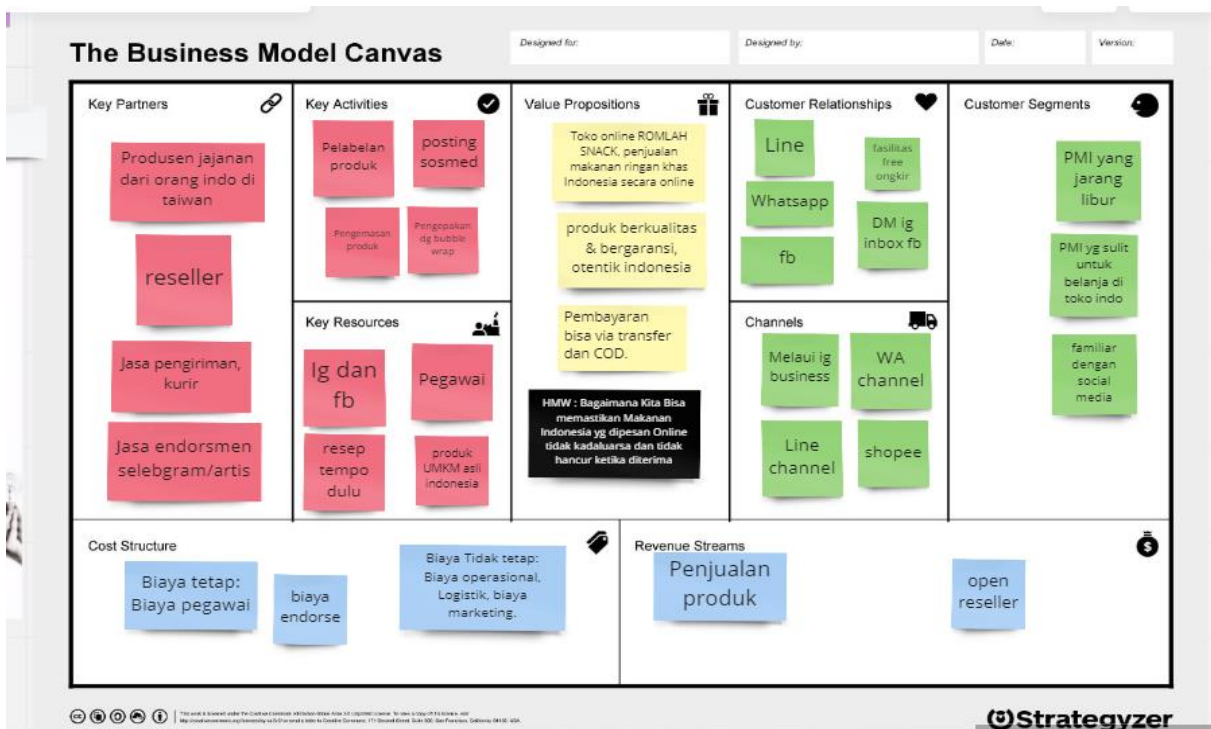 The Business Model Canvas
Designed for:
Designed by:
Date:
Version:
Key Partners
Produsen jajanan
dari orang indo di
taiwan
reseller
Jasa pengiriman,
kurir
Jasa endorsmen
selebgram/artis
Key Activities
Pelabelan
produk
posting
sosmed
Pengemasan
produk
Pengepakan
dg bubble
wrap
Key Resources
Ig dan
fb
Pegawai
resep
tempo
dulu
produk
UMKM asli
indonesia
Value Propositions
Toko online ROMLAH
SNACK, penjualan
makanan ringan khas
Indonesia secara online
produk berkualitas
& bergaransi,
otentik indonesia
Pembayaran
bisa via transfer
dan COD.
HMW : Bagaimana Kita Bisa
memastikan Makanan
Indonesia yg dipesan Online
tidak kadaluarsa dan tidak
hancur ketika diterima
Customer Relationships
Line
fasilitas
free
ongkir
Whatsapp
DM ig
inbox fb
fb
Channels
Melaui ig
business
WA
channel
Line
channel
shopee
Customer Segments
PMI yang
jarang
libur
PMI yg sulit
untuk
belanja di
toko indo
familiar
dengan
social
media
Cost Structure
Biaya tetap:
Biaya pegawai
biaya
endorse
Biaya Tidak tetap:
Biaya operasional,
Logistik, biaya
marketing.
Revenue Streams
Penjualan
produk
open
reseller
Strategyzer